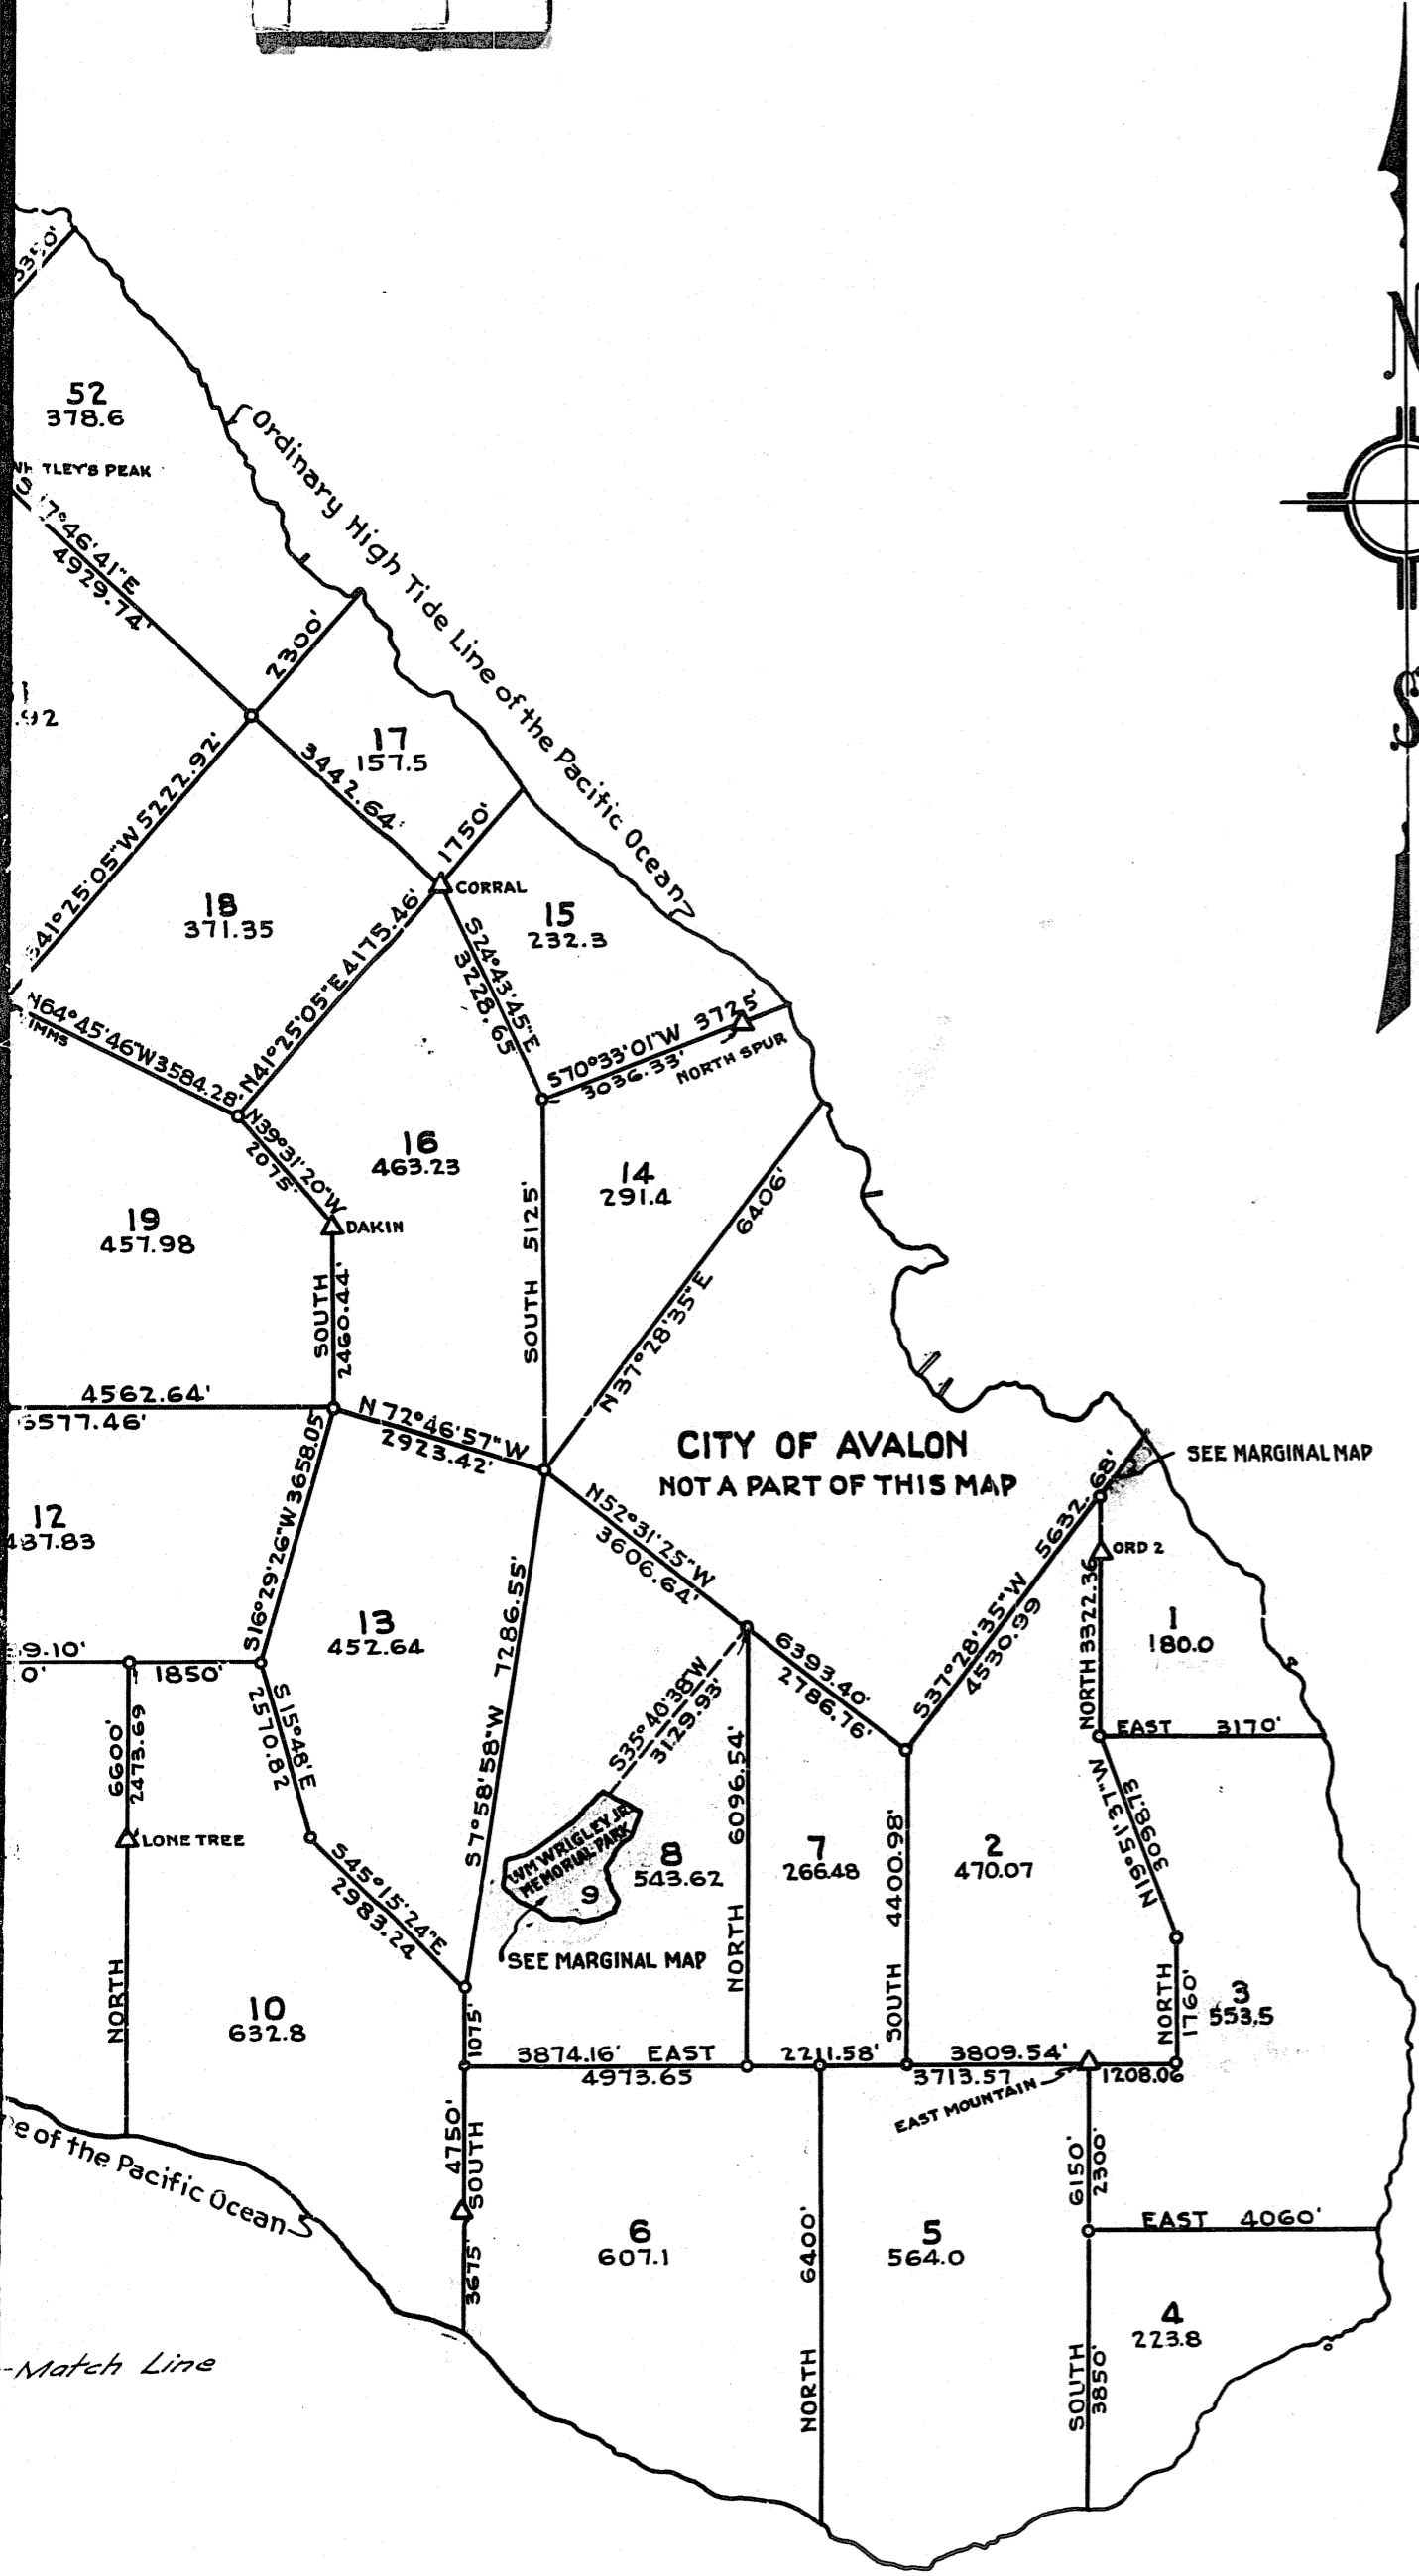 N
S
52
378.6
TLEY'S PEAK
Ordinary High Tide Line of the Pacific Ocean
7°46'41"E
4929.74'
2300'
.92
17
157.5
3442.64'
1750'
CORRAL
S41°25'05"W 5222.92'
18
371.35
15
232.3
N41°25'05"E 4175.46'
S24°43'45"E
3228.65
S70°33'01"W 3725'
3036.33'
NORTH SPUR
N64°45'46"W 3584.28'
IMMS
N39°31'20"W
2075'
16
463.23
14
291.4
19
457.98
DAKIN
SOUTH 5125'
6406'
N37°28'35"E
SOUTH
2460.44'
4562.64'
6577.46'
N72°46'57"W
2923.42'
CITY OF AVALON
NOT A PART OF THIS MAP
SEE MARGINAL MAP
12
437.83
S16°29'26"W 3658.05
N52°31'25"W
3606.64'
S37°28'35"W 5632.68'
4530.99
ORD 2
NORTH 3322.36
1
180.0
13
452.64
S7°58'58"W 7286.55'
6393.40'
2786.76'
9.10'
0'
1850'
S15°48'E
2570.82
S35°40'38"W
3129.93'
EAST 3170'
6600'
2473.69
LONE TREE
NORTH
N19°51'37"W
3098.73
WM WRIGLEY JR.
MEMORIAL PARK
9
8
543.62
NORTH 6096.54'
7
266.48
2
470.07
SOUTH 4400.98'
S45°15'24"E
2983.24
SEE MARGINAL MAP
NORTH
1760'
3
553.5
10
632.8
1075'
3874.16' EAST
4973.65
2211.58'
3809.54'
3713.57
1208.06
EAST MOUNTAIN
e of the Pacific Ocean
4750'
SOUTH
3675'
6150'
2300'
EAST 4060'
6
607.1
NORTH 6400'
5
564.0
4
223.8
SOUTH
3850'
Match Line